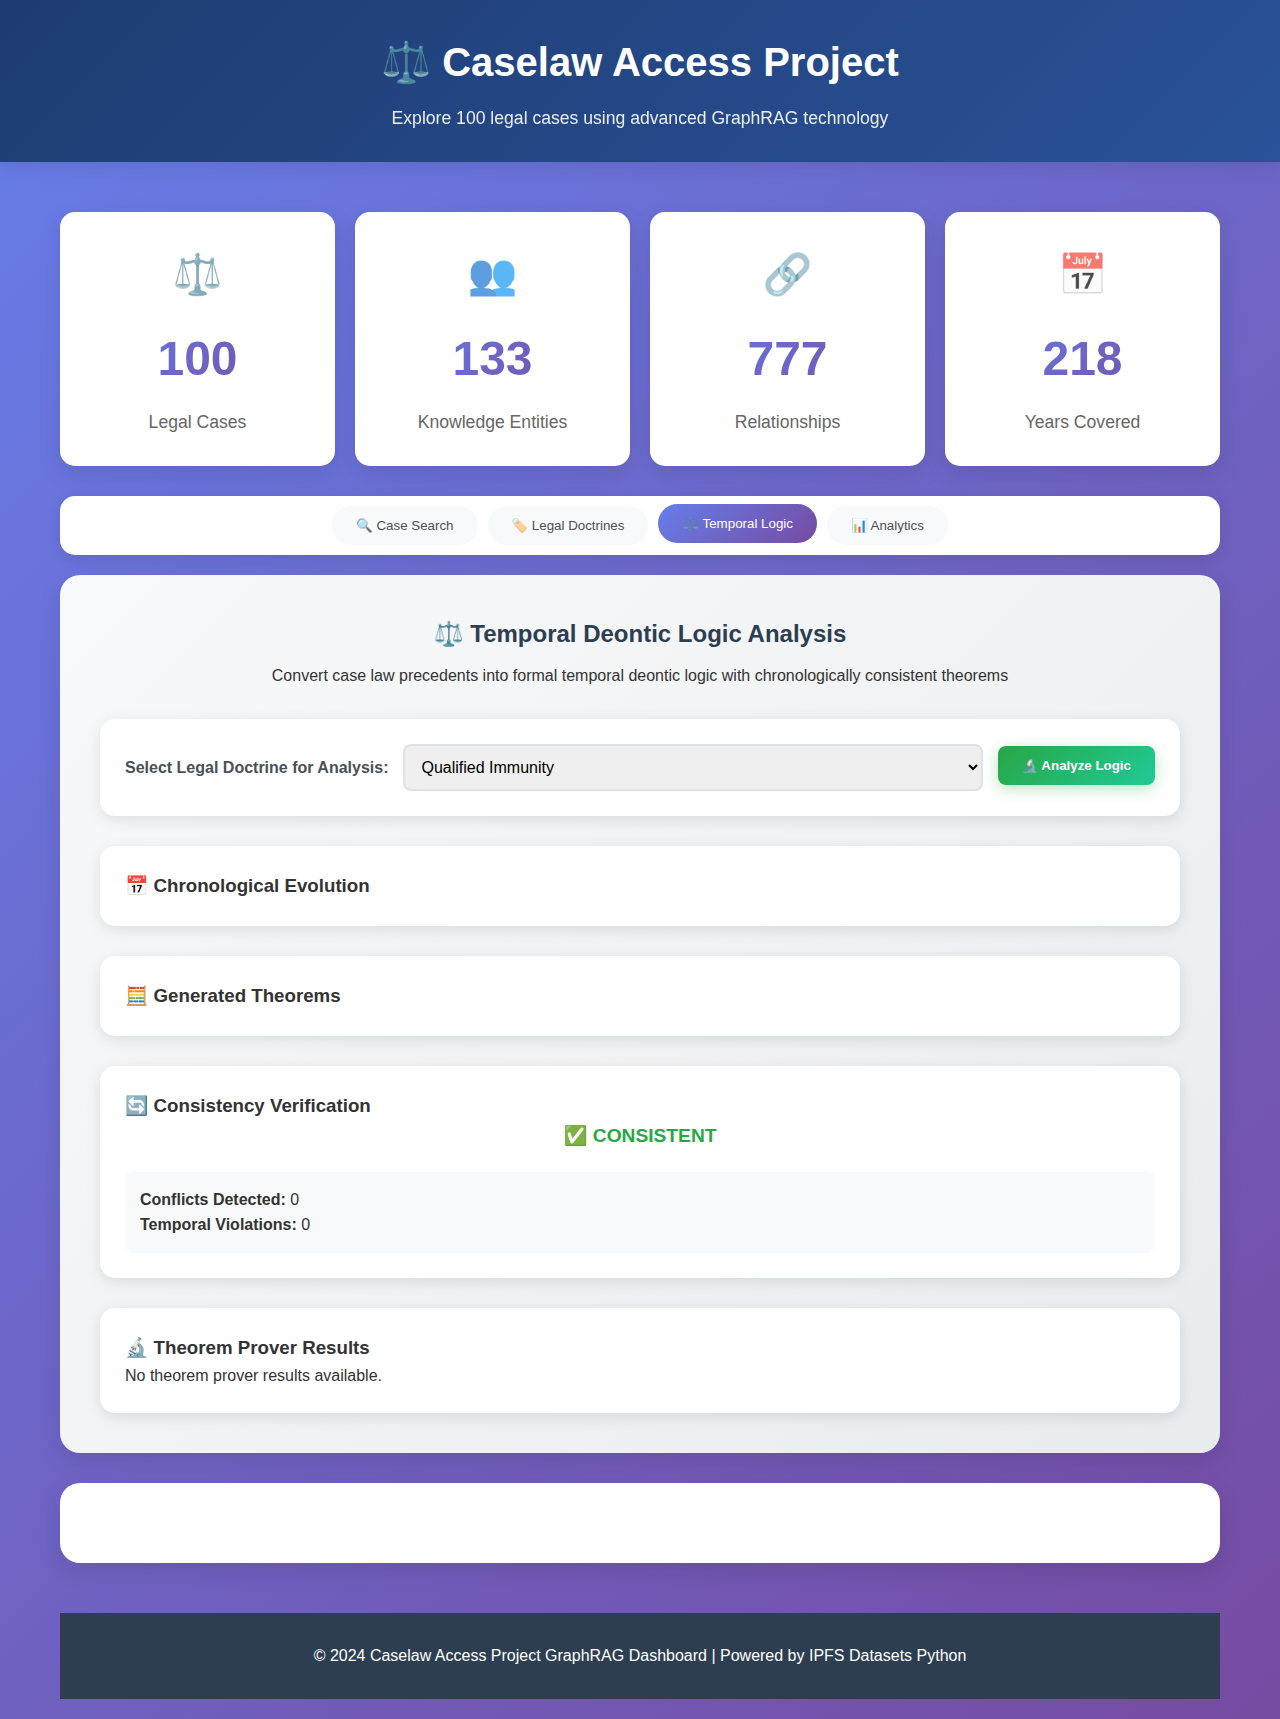 Caselaw Access Project
Explore 100 legal cases using advanced GraphRAG technology
100
Legal Cases
133
Knowledge Entities
777
Relationships
July
17
218
Years Covered
Case Search
Legal Doctrines
Temporal Logic
Analytics
Temporal Deontic Logic Analysis
Convert case law precedents into formal temporal deontic logic with chronologically consistent theorems
Select Legal Doctrine for Analysis:
Qualified Immunity
Analyze Logic
Chronological Evolution
Generated Theorems
Consistency Verification
✅ CONSISTENT
Conflicts Detected: 0
Temporal Violations: 0
Theorem Prover Results
No theorem prover results available.
© 2024 Caselaw Access Project GraphRAG Dashboard | Powered by IPFS Datasets Python